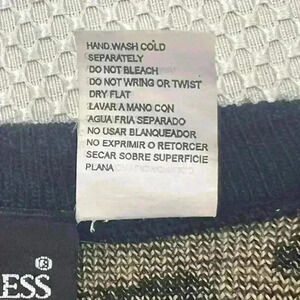 HAND.WASH COLD
SEPARATELY
DO NOT BLEACH
DO NOT WRING OR TWIST
DRY FLAT
LAVAR A MANO CON
AGUA FRIA SEPARADO
NO USAR BLANQUEADOR
NO EXPRIMIR O RETORCER
SECAR SOBRE SUPERFICIE
PLANA
ESS